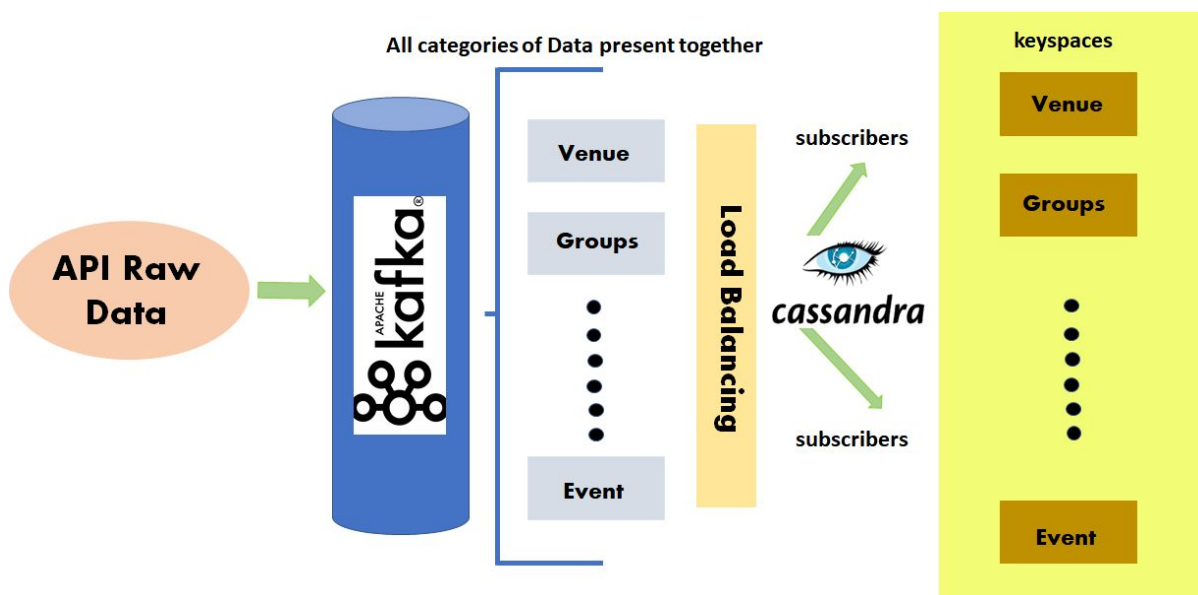 All categories of Data present together
keyspaces
API Raw
Data
APACHE
kafka®
Venue
Groups
Event
Load Balancing
subscribers
cassandra
subscribers
Venue
Groups
Event